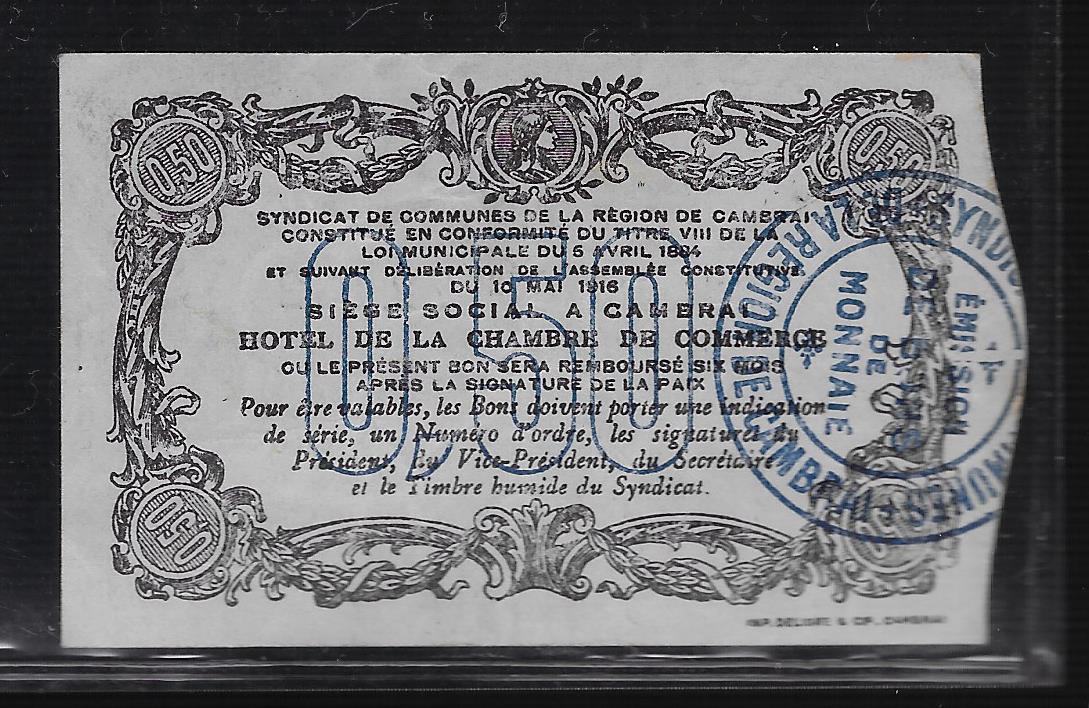 0,50
0,50
SYNDICAT DE COMMUNES DE LA RÉGION DE CAMBRAI
CONSTITUÉ EN CONFORMITÉ DU TITRE VIII DE LA
LOI MUNICIPALE DU 5 AVRIL 1884
ET SUIVANT DÉLIBÉRATION DE L'ASSEMBLÉE CONSTITUTIVE
DU 10 MAI 1916
SIÈGE SOCIAL A CAMBRAI
HOTEL DE LA CHAMBRE DE COMMERCE
OU LE PRÉSENT BON SERA REMBOURSÉ SIX MOIS
APRÈS LA SIGNATURE DE LA PAIX
Pour être valables, les Bons doivent porter une indication
de série, un Numéro d'ordre, les signatures du
Président, du Vice-Président, du Secrétaire
et le Timbre humide du Syndicat.
0,50
0,50
SYNDIC
LA REGION DE CAMBRAI
ÉMISSION
DE
MONNAIE
0,50
IMP. DELIGNE & Cie, CAMBRAI